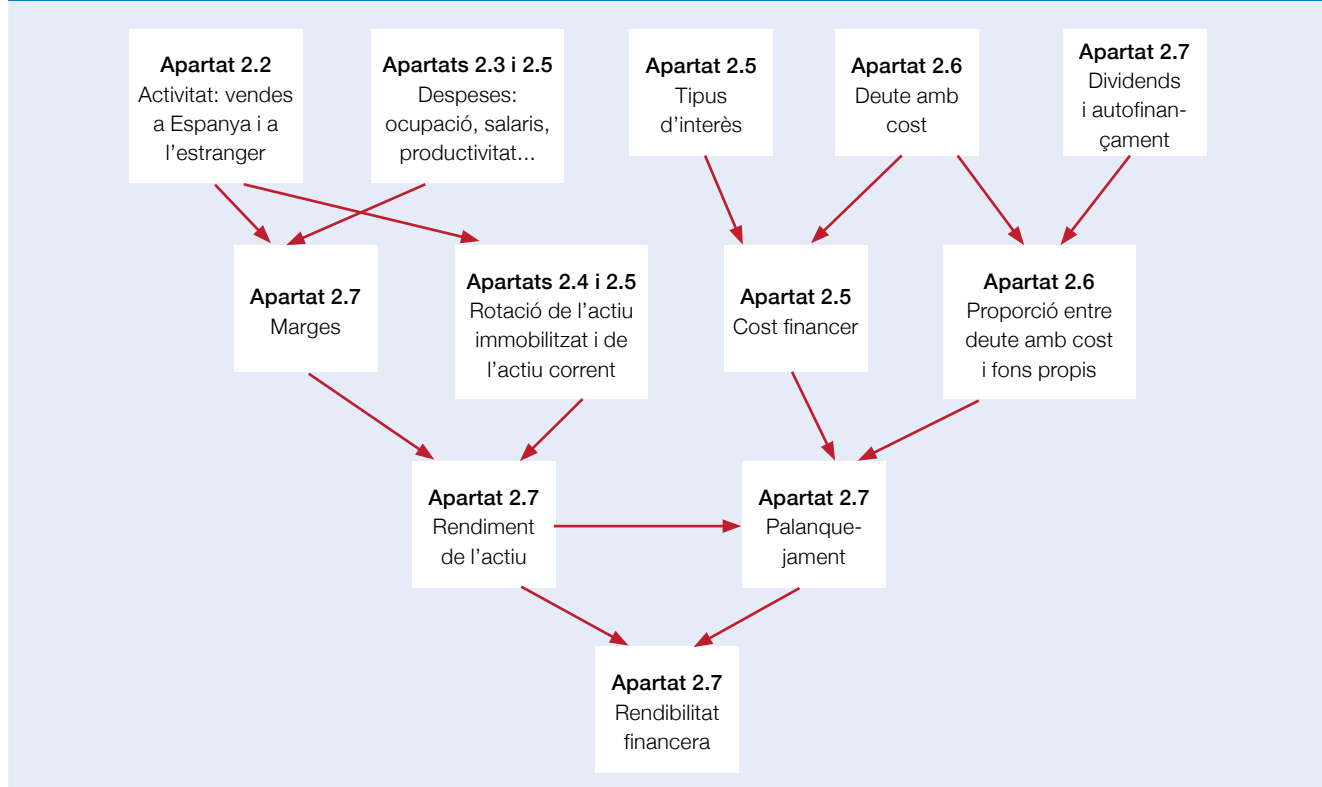 Apartat 2.2
Activitat: vendes
a Espanya i a
l’estranger
Apartats 2.3 i 2.5
Despeses:
ocupació, salaris,
productivitat...
Apartat 2.5
Tipus
d’interès
Apartat 2.6
Deute amb
cost
Apartat 2.7
Dividends
i autofinan-
çament
Apartat 2.7
Marges
Apartats 2.4 i 2.5
Rotació de l’actiu
immobilitzat i de
l’actiu corrent
Apartat 2.5
Cost financer
Apartat 2.6
Proporció entre
deute amb cost
i fons propis
Apartat 2.7
Rendiment
de l’actiu
Apartat 2.7
Palanque-
jament
Apartat 2.7
Rendibilitat
financera